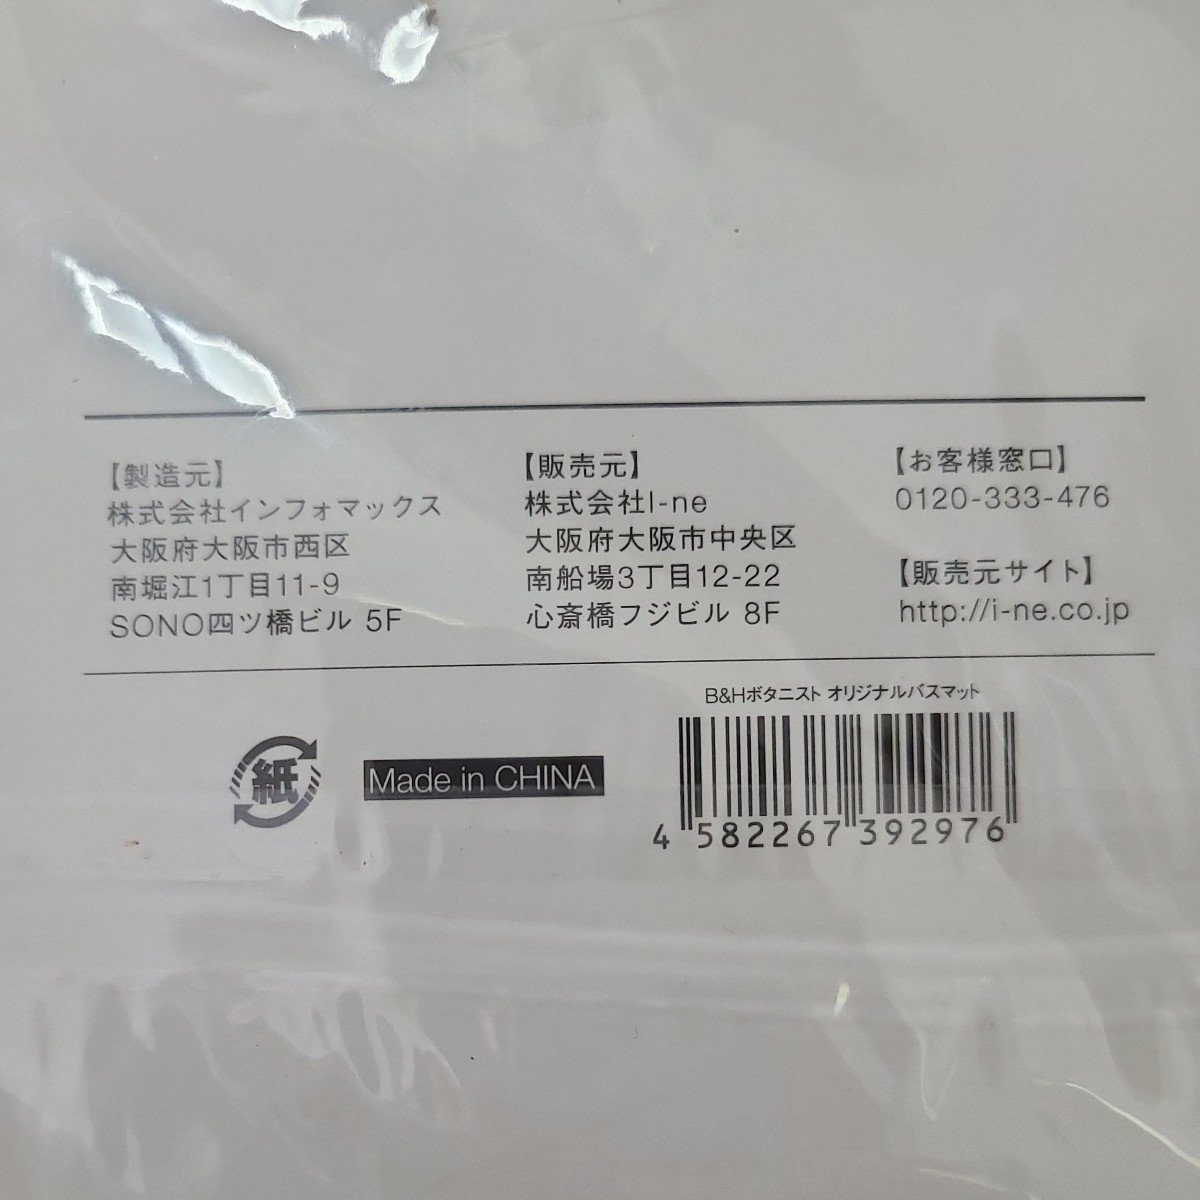 【製造元】
株式会社インフォマックス
大阪府大阪市西区
南堀江1丁目11-9
SONO四ツ橋ビル 5F
【販売元】
株式会社I-ne
大阪府大阪市中央区
南船場3丁目12-22
心斎橋フジビル 8F
【お客様窓口】
0120-333-476
【販売元サイト】
http://i-ne.co.jp
紙
Made in CHINA
B&Hボタニスト オリジナルバスマット
4 582267 392976